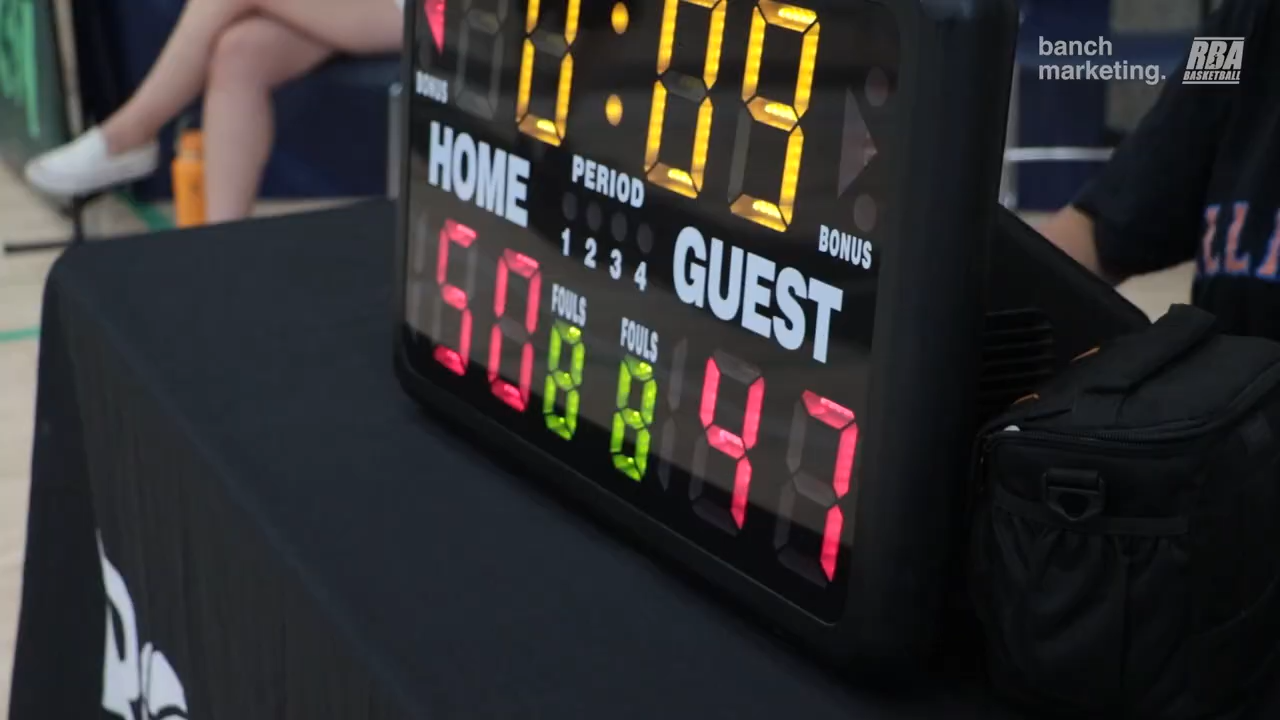 banch
marketing.
RBA
BASKETBALL
0:09
BONUS
HOME
PERIOD
1 2 3 4
GUEST
BONUS
50
FOULS
8
FOULS
8
47